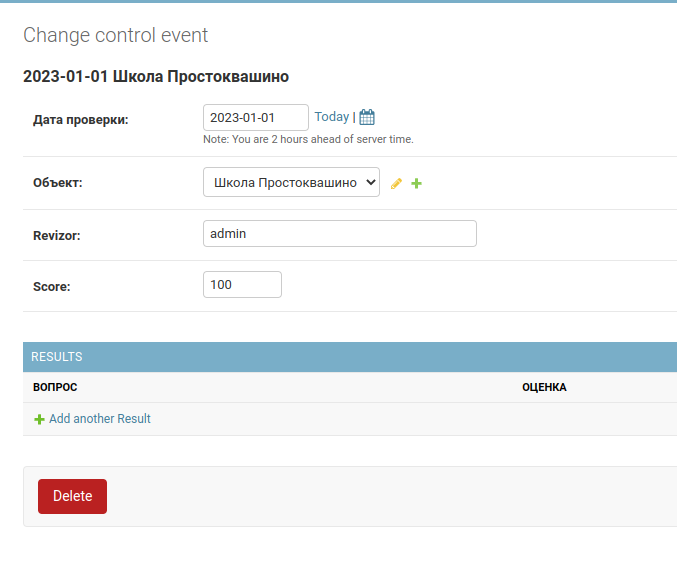 Change control event
2023-01-01 Школа Простоквашино
Дата проверки:
2023-01-01
Today |
Note: You are 2 hours ahead of server time.
Объект:
Школа Простоквашино
Revizor:
admin
Score:
100
RESULTS
ВОПРОС
ОЦЕНКА
Add another Result
Delete